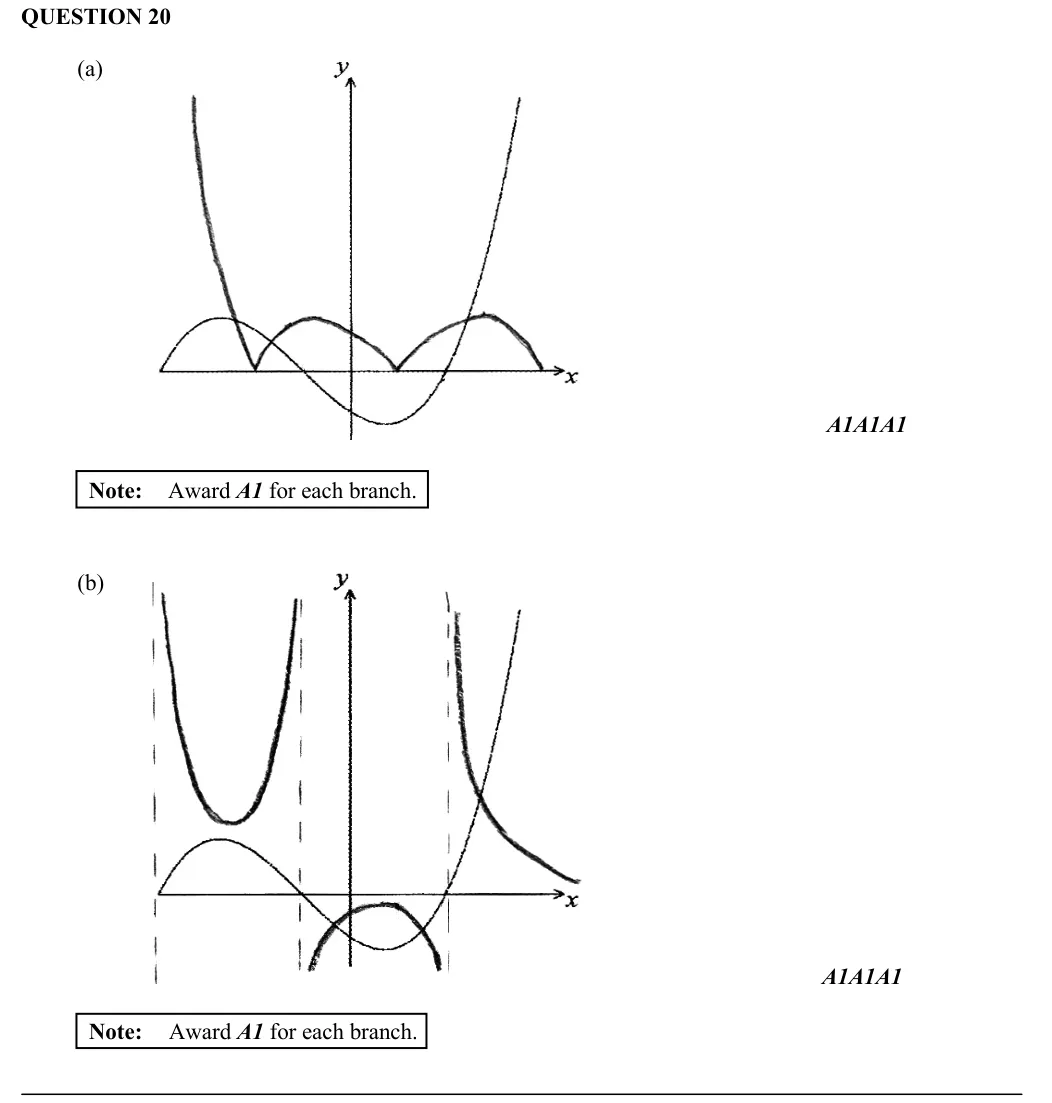 QUESTION 20
(a)
y
x
A1A1A1
Note: Award A1 for each branch.
(b)
y
x
A1A1A1
Note: Award A1 for each branch.